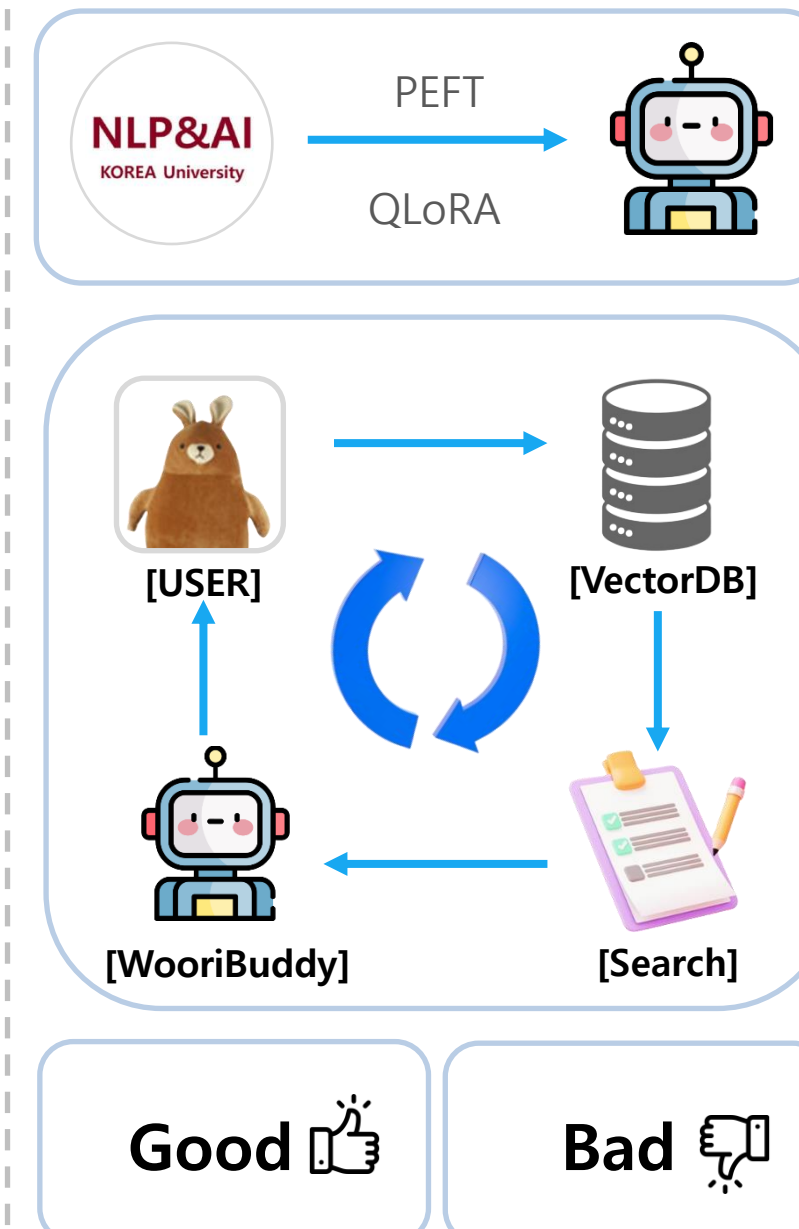 NLP&AI
KOREA University
PEFT
QLoRA
[USER]
[VectorDB]
[WooriBuddy]
[Search]
Good
Bad